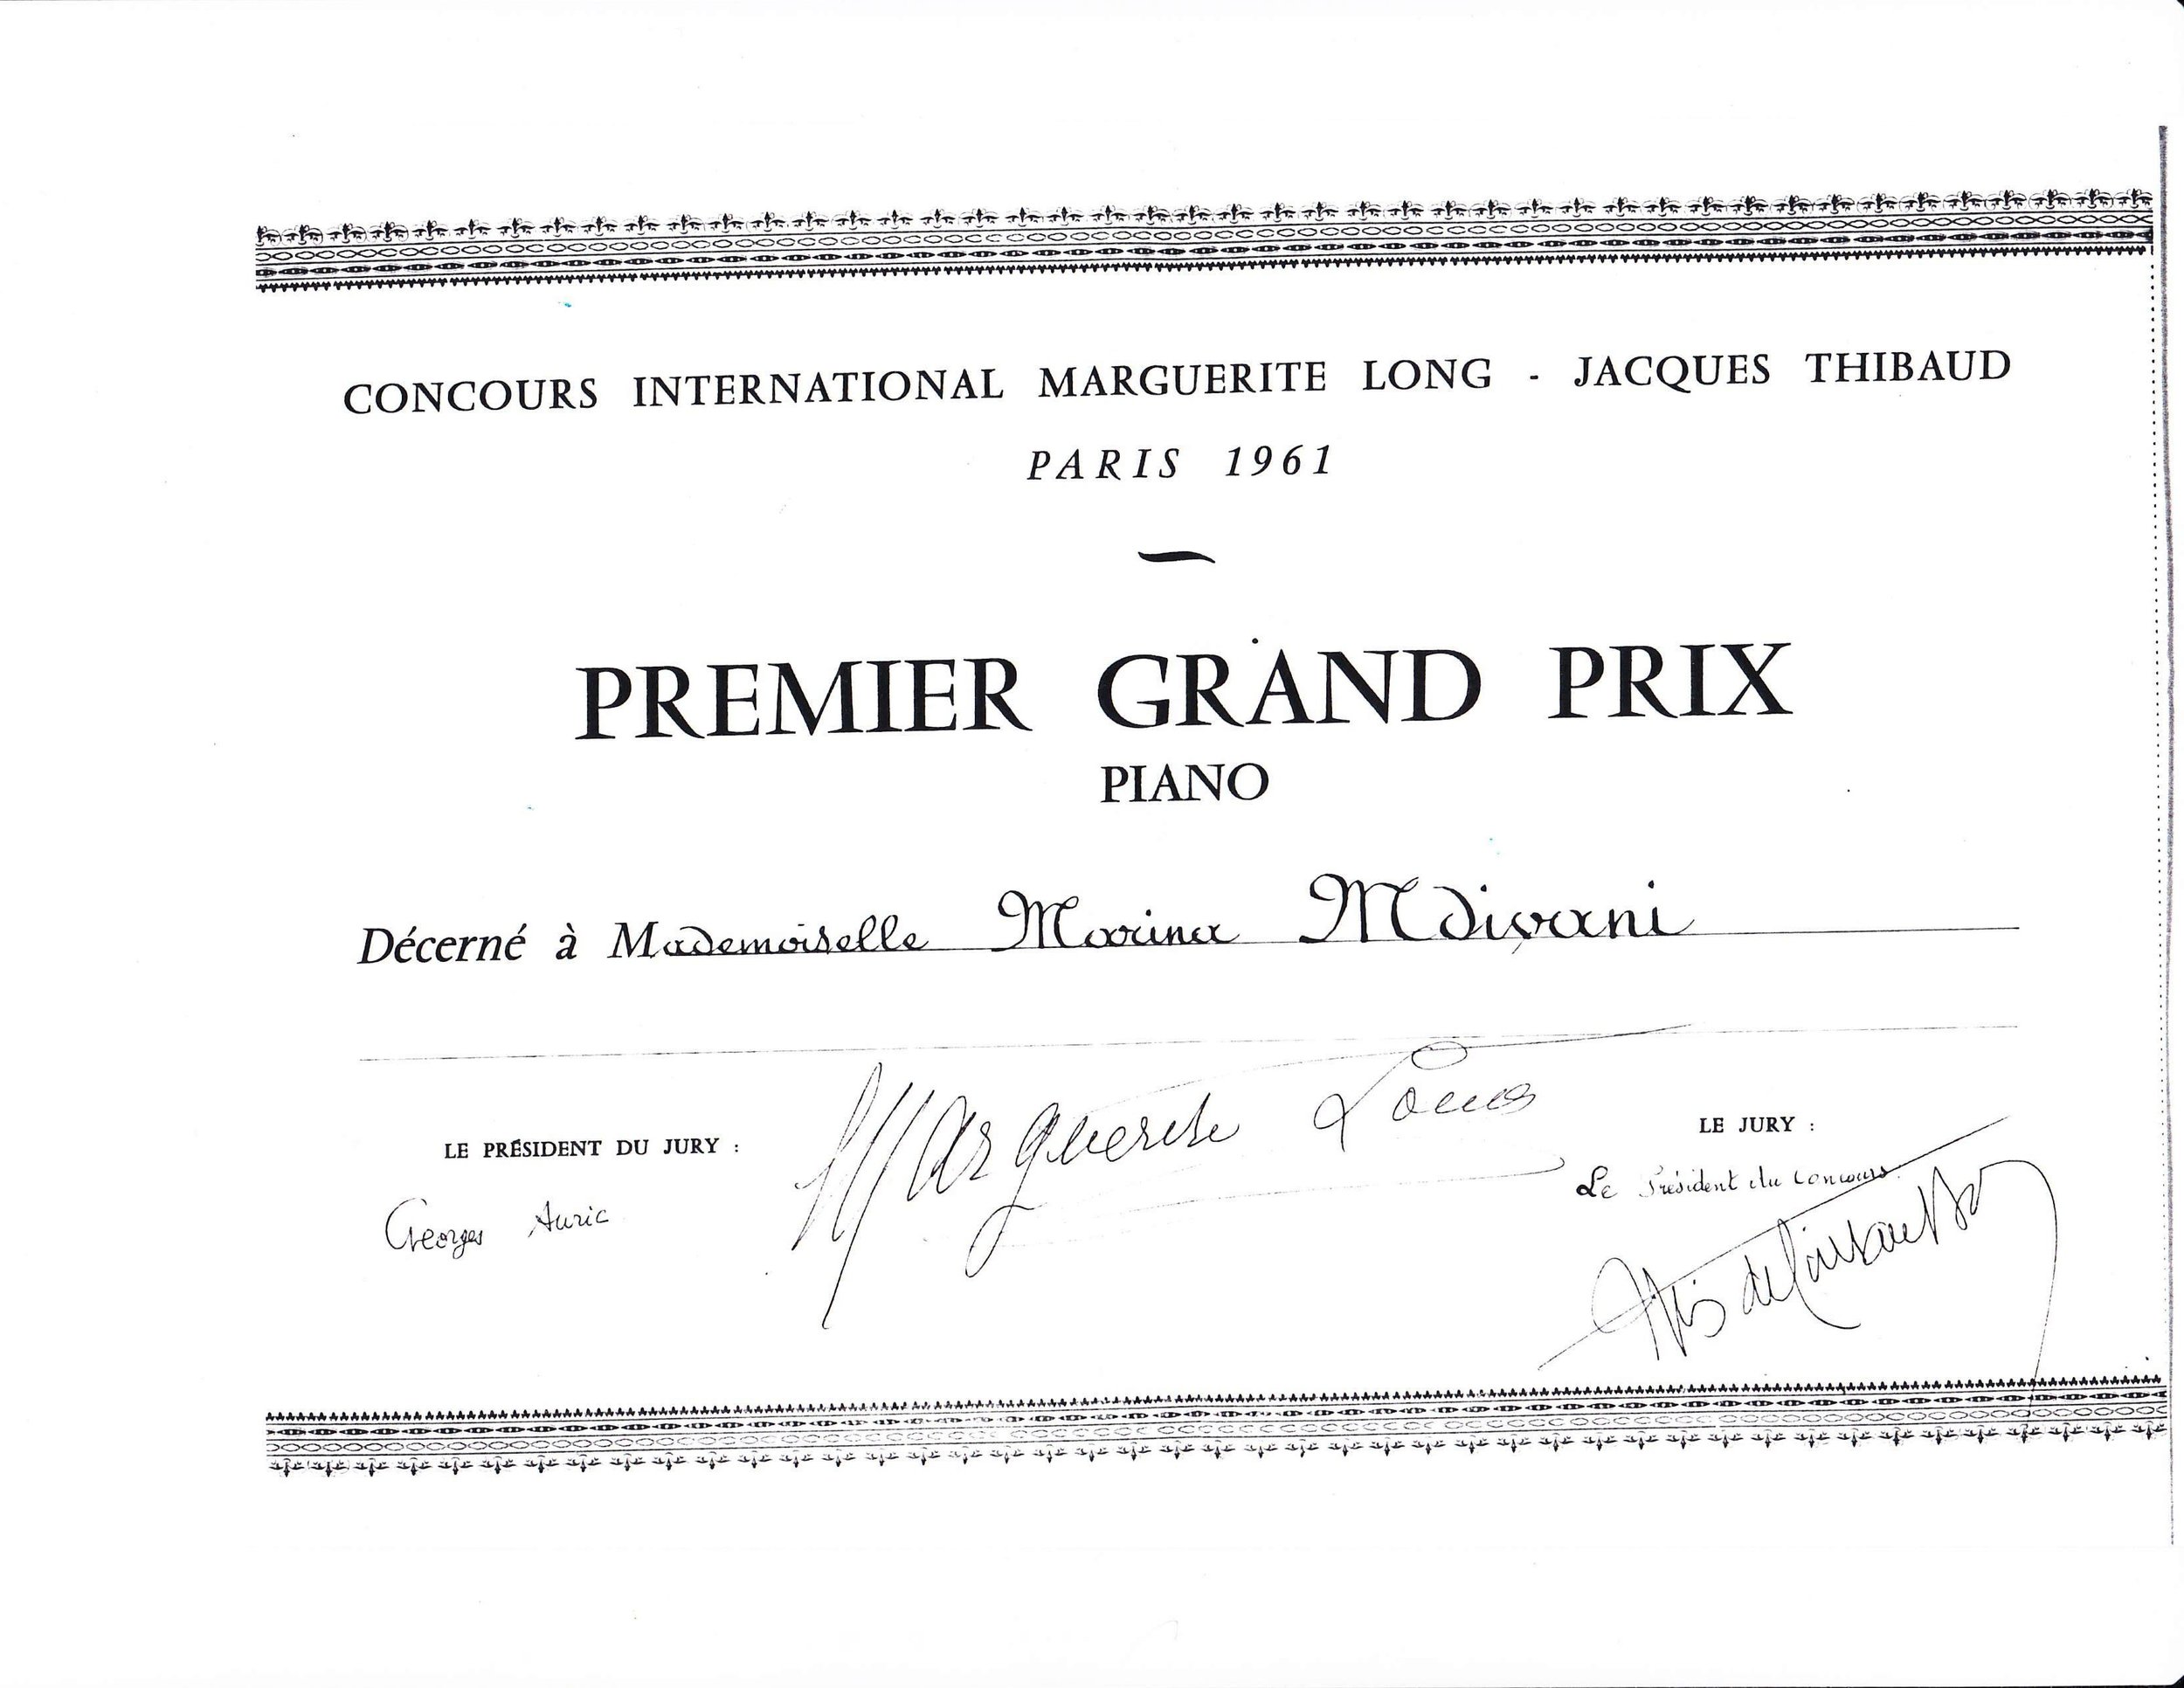 CONCOURS INTERNATIONAL MARGUERITE LONG - JACQUES THIBAUD
PARIS 1961
PREMIER GRAND PRIX
PIANO
Décerné à Mademoiselle Marina Mdivani
LE PRÉSIDENT DU JURY :
Georges Auric
Marguerite Long
LE JURY :
Le Président du Concours